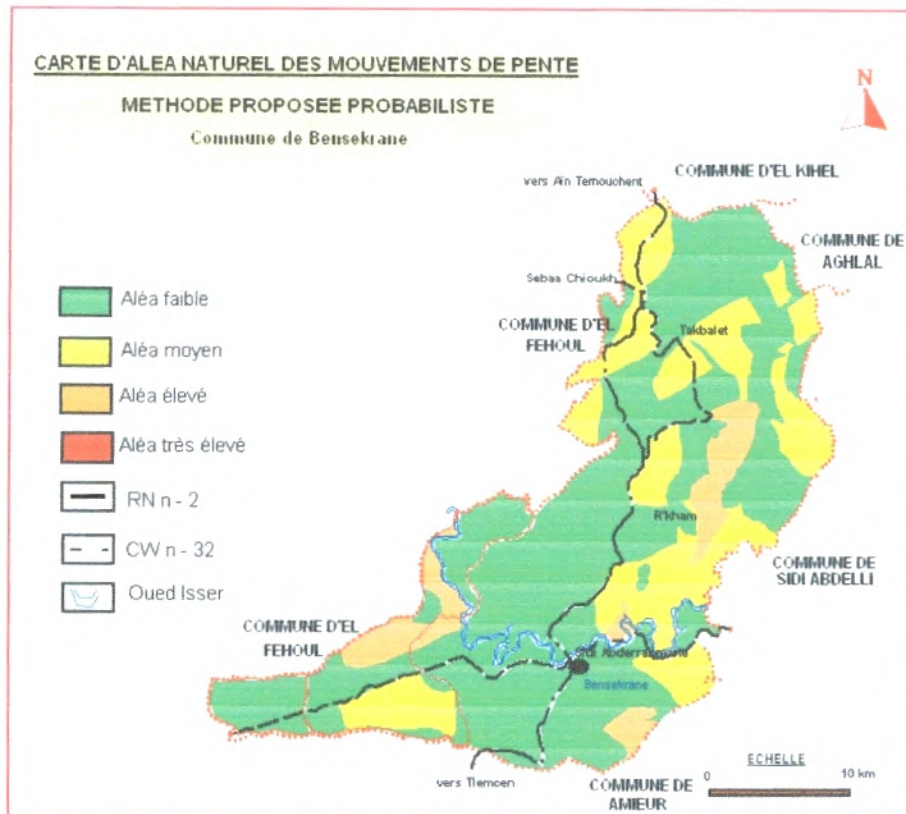 CARTE D'ALEA NATUREL DES MOUVEMENTS DE PENTE
METHODE PROPOSEE PROBABILISTE
Commune de Bensekrane
N
COMMUNE D'EL KIHEL
vers Aïn Temouchent
COMMUNE DE
AGHLAL
Sebaa Chioukh
COMMUNE D'EL
FEHOUL
Takbalet
Aléa faible
Aléa moyen
Aléa élevé
Aléa très élevé
RN n - 2
CW n - 32
Oued Isser
R'kham
COMMUNE DE
SIDI ABDELLI
COMMUNE D'EL
FEHOUL
Sidi
Bensekrane
vers Tlemcen
COMMUNE DE
AMIEUR
ECHELLE
0 10 km